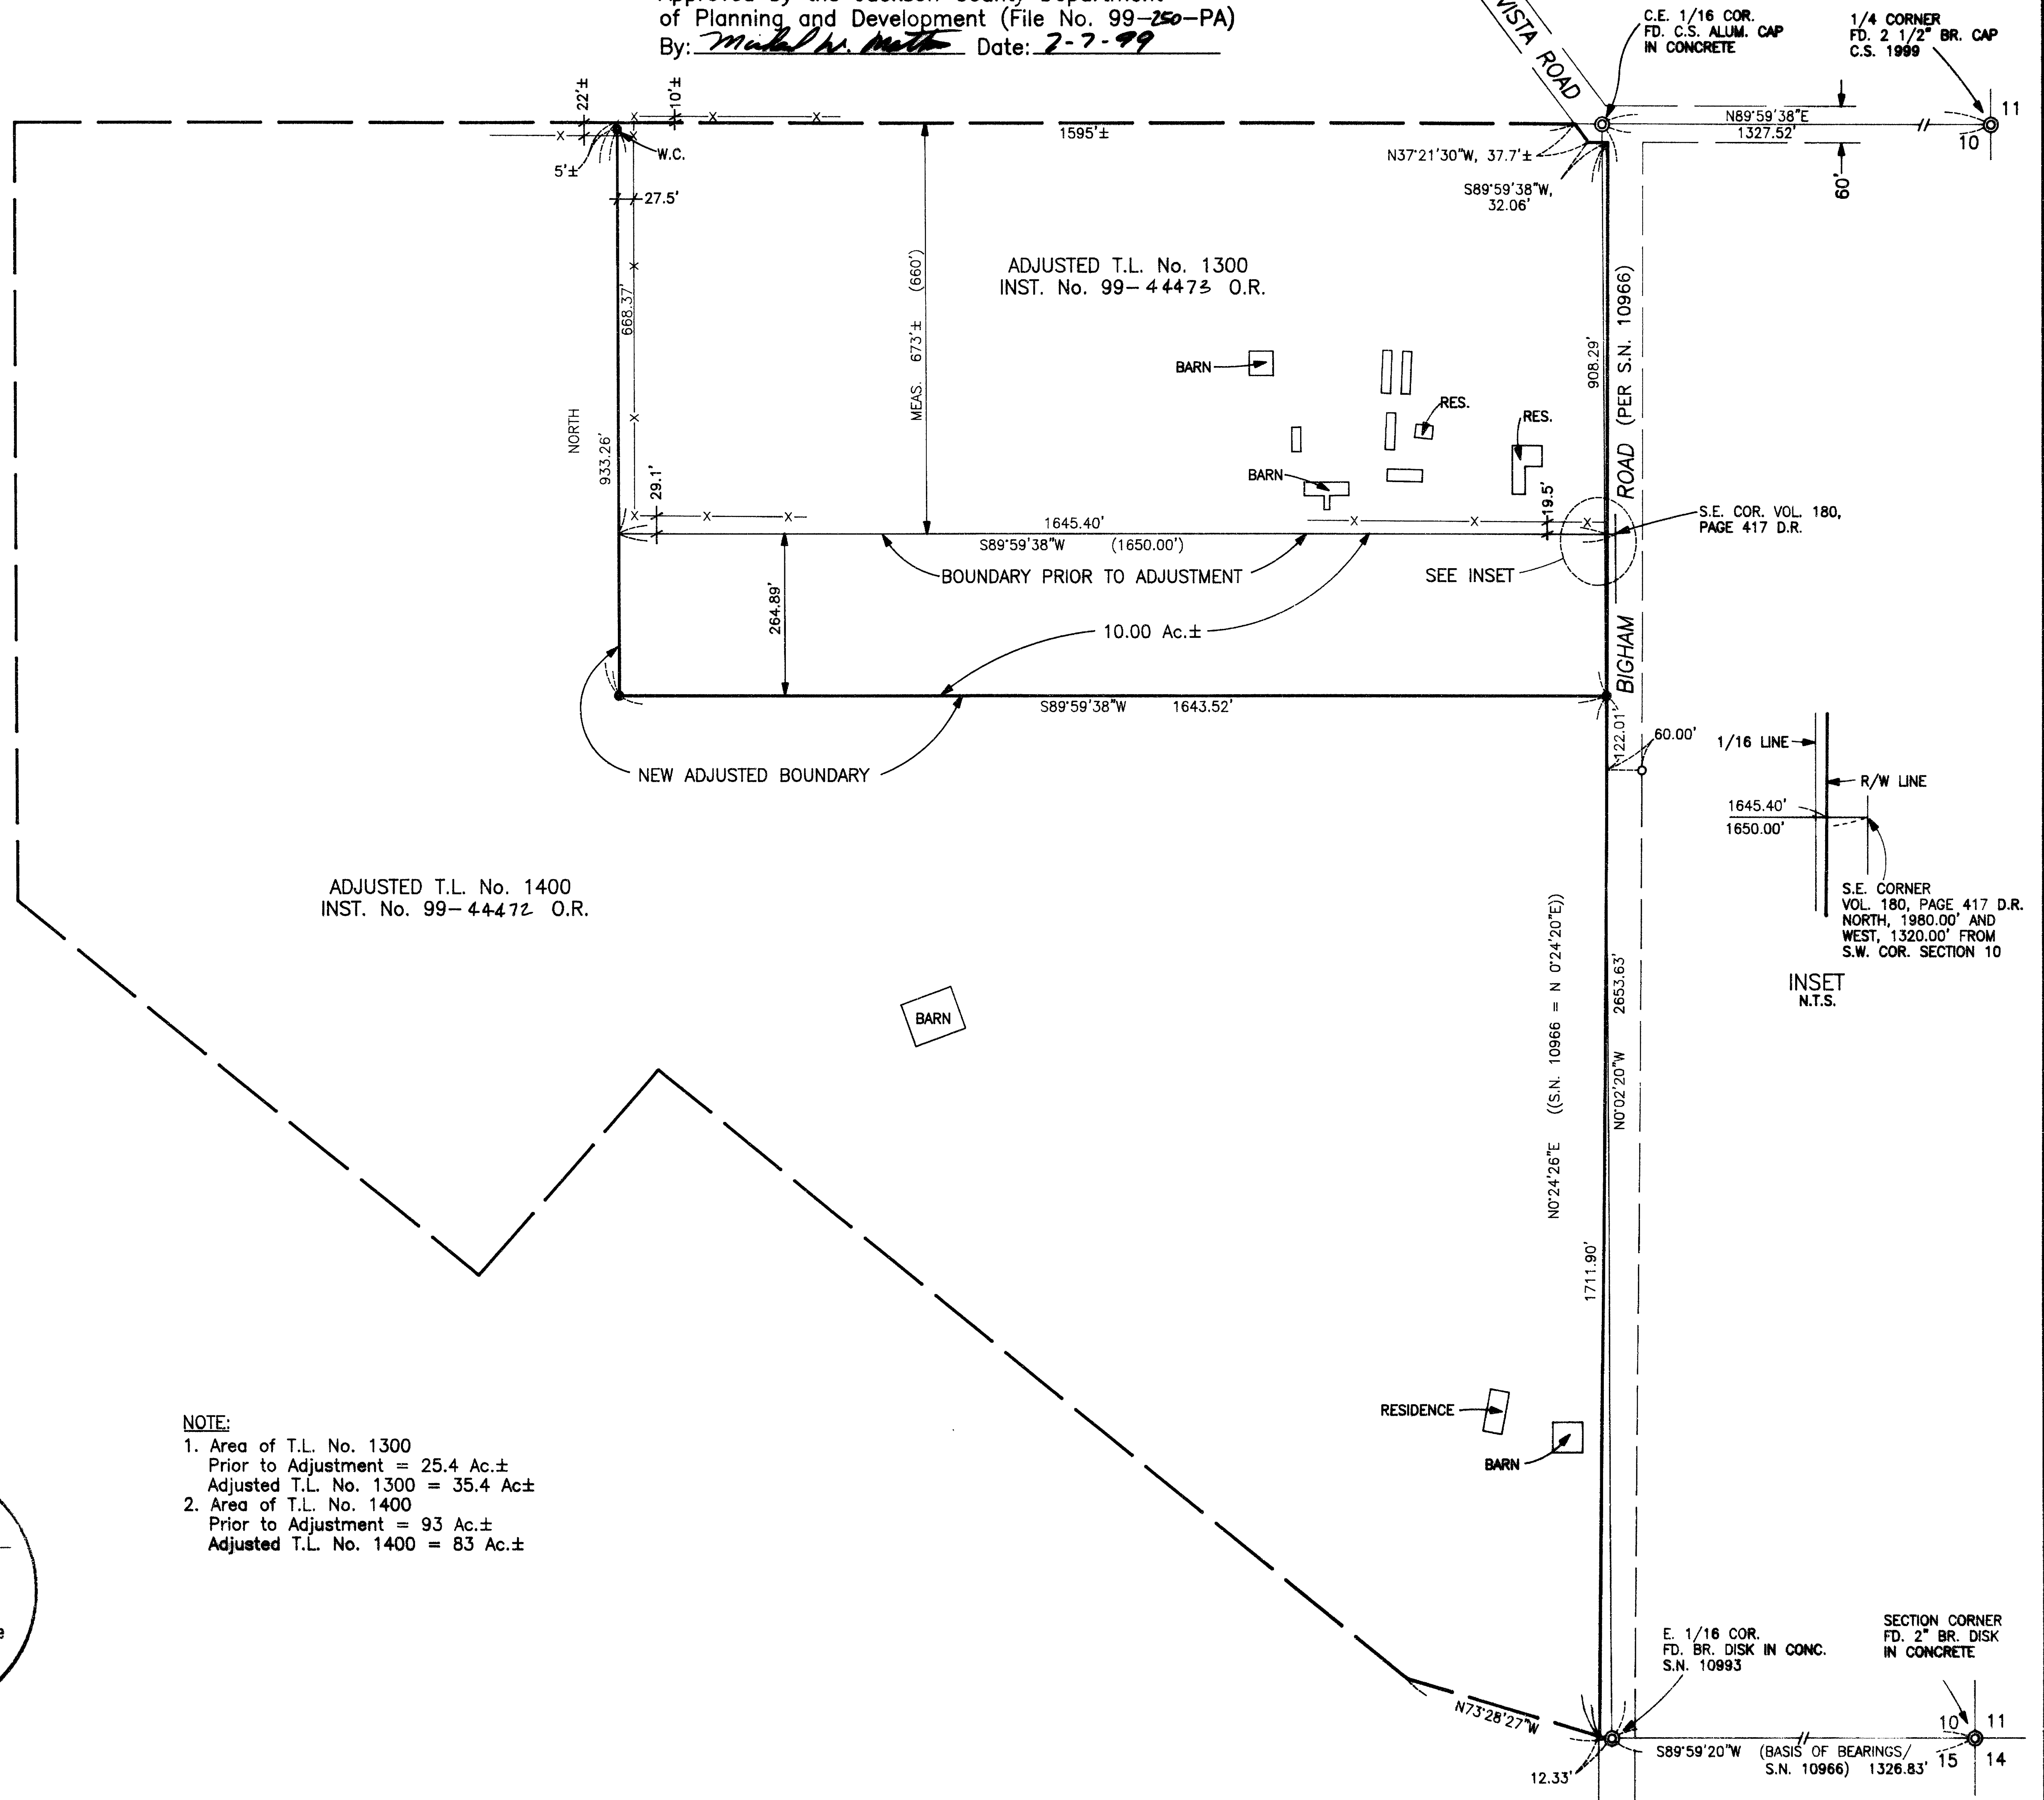 of Planning and Development (File No. 99-250-PA)
By: Date: 2-7-99
VISTA ROAD
C.E. 1/16 COR.
FD. C.S. ALUM. CAP
IN CONCRETE
1/4 CORNER
FD. 2 1/2" BR. CAP
C.S. 1999
11
10
N89°59'38"E
1327.52'
60'
22'±
10'±
1595'±
W.C.
5'±
27.5'
N37°21'30"W, 37.7'±
S89°59'38"W,
32.06'
ADJUSTED T.L. No. 1300
INST. No. 99-44473 O.R.
668.37'
MEAS. 673'± (660')
NORTH
933.26'
29.1'
BARN
RES.
RES.
BARN
19.5'
908.29'
BIGHAM ROAD (PER S.N. 10966)
S.E. COR. VOL. 180,
PAGE 417 D.R.
1645.40'
S89°59'38"W (1650.00')
BOUNDARY PRIOR TO ADJUSTMENT
SEE INSET
264.89'
10.00 Ac.±
S89°59'38"W 1643.52'
NEW ADJUSTED BOUNDARY
122.01'
60.00'
1/16 LINE
R/W LINE
1645.40'
1650.00'
S.E. CORNER
VOL. 180, PAGE 417 D.R.
NORTH, 1980.00' AND
WEST, 1320.00' FROM
S.W. COR. SECTION 10
INSET
N.T.S.
ADJUSTED T.L. No. 1400
INST. No. 99-44472 O.R.
BARN
N0°24'26"E ((S.N. 10966 = N 0°24'20"E))
N0°02'20"W 2653.63'
1711.90'
RESIDENCE
BARN
NOTE:
1. Area of T.L. No. 1300
Prior to Adjustment = 25.4 Ac.±
Adjusted T.L. No. 1300 = 35.4 Ac±
2. Area of T.L. No. 1400
Prior to Adjustment = 93 Ac.±
Adjusted T.L. No. 1400 = 83 Ac.±
E. 1/16 COR.
FD. BR. DISK IN CONC.
S.N. 10993
SECTION CORNER
FD. 2" BR. DISK
IN CONCRETE
N73°28'27"W
12.33'
10 11
15 14
S89°59'20"W (BASIS OF BEARINGS/
S.N. 10966) 1326.83'